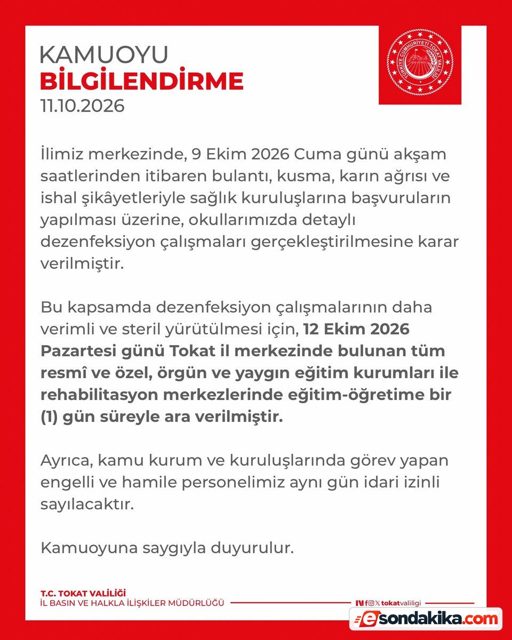 KAMUOYU
BİLGİLENDİRME
11.10.2026
İlimiz merkezinde, 9 Ekim 2026 Cuma günü akşam
saatlerinden itibaren bulantı, kusma, karın ağrısı ve
ishal şikâyetleriyle sağlık kuruluşlarına başvuruların
yapılması üzerine, okullarımızda detaylı
dezenfeksiyon çalışmaları gerçekleştirilmesine karar
verilmiştir.
Bu kapsamda dezenfeksiyon çalışmalarının daha
verimli ve steril yürütülmesi için, 12 Ekim 2026
Pazartesi günü Tokat il merkezinde bulunan tüm
resmî ve özel, örgün ve yaygın eğitim kurumları ile
rehabilitasyon merkezlerinde eğitim-öğretime bir
(1) gün süreyle ara verilmiştir.
Ayrıca, kamu kurum ve kuruluşlarında görev yapan
engelli ve hamile personelimiz aynı gün idari izinli
sayılacaktır.
Kamuoyuna saygıyla duyurulur.
T.C. TOKAT VALİLİĞİ
İL BASIN VE HALKLA İLİŞKİLER MÜDÜRLÜĞÜ
tokatvaliligi
esondakika.com